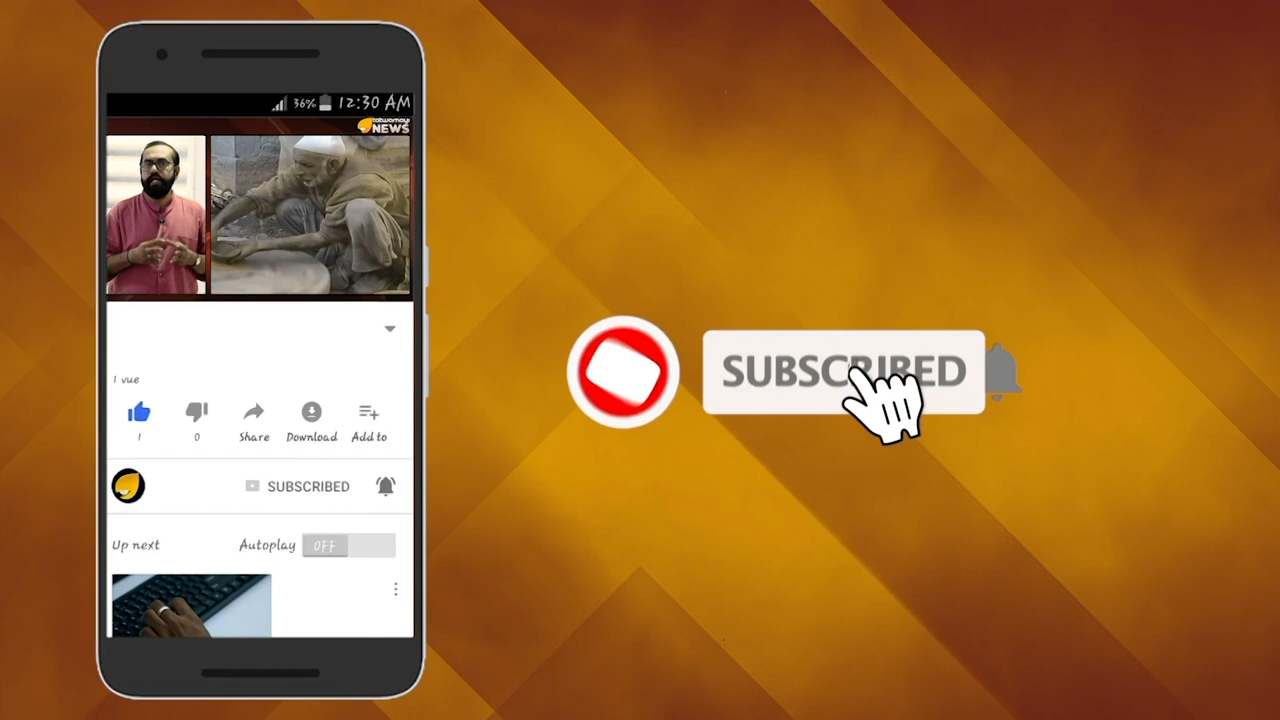 36% 12:30 AM
tatwamayi
NEWS
1 vue
1
0
Share
Download
Add to
SUBSCRIBED
Up next
Autoplay
OFF
SUBSCRIBED